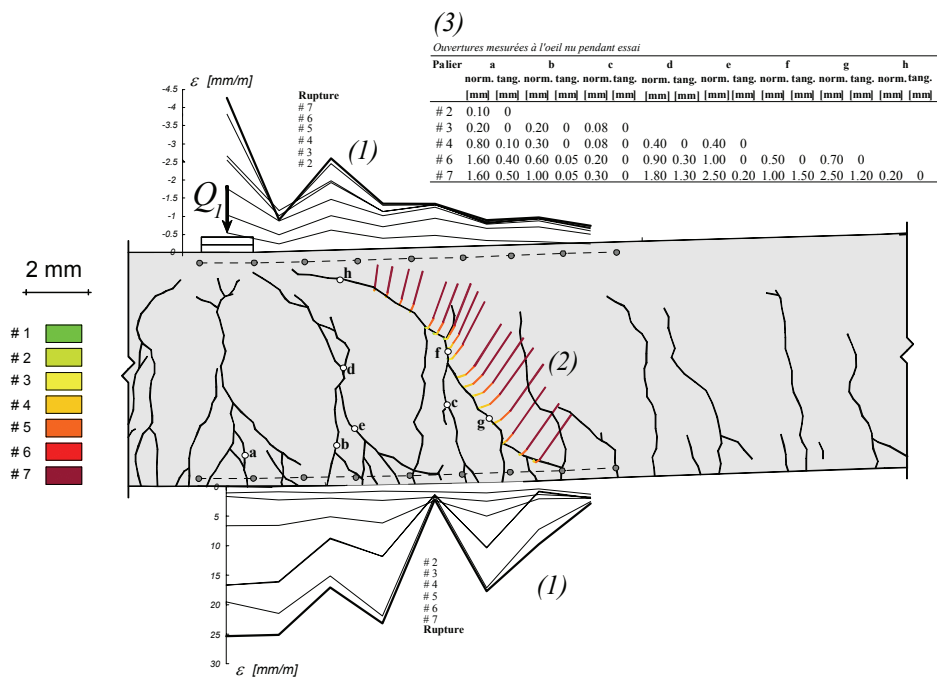 (3)
Ouvertures mesurées à l'oeil nu pendant essai
Palier a b c d e f g h
norm. tang. norm. tang. norm. tang. norm. tang. norm. tang. norm. tang. norm. tang. norm. tang.
[mm] [mm] [mm] [mm] [mm] [mm] [mm] [mm] [mm] [mm] [mm] [mm] [mm] [mm] [mm] [mm]
# 2 0.10 0
# 3 0.20 0 0.20 0 0.08 0
# 4 0.80 0.10 0.30 0 0.08 0 0.40 0 0.40 0
# 6 1.60 0.40 0.60 0.05 0.20 0 0.90 0.30 1.00 0 0.50 0 0.70 0
# 7 1.60 0.50 1.00 0.05 0.30 0 1.80 1.30 2.50 0.20 1.00 1.50 2.50 1.20 0.20 0
ε [mm/m]
-4.5
-4
-3.5
-3
-2.5
-2
-1.5
-1
-0.5
0
Rupture
# 7
# 6
# 5
# 4
# 3
# 2
(1)
Q1
2 mm
# 1
# 2
# 3
# 4
# 5
# 6
# 7
h
f
d
(2)
c
g
e
b
a
0
5
10
15
20
25
30
# 2
# 3
# 4
# 5
# 6
# 7
Rupture
(1)
ε [mm/m]